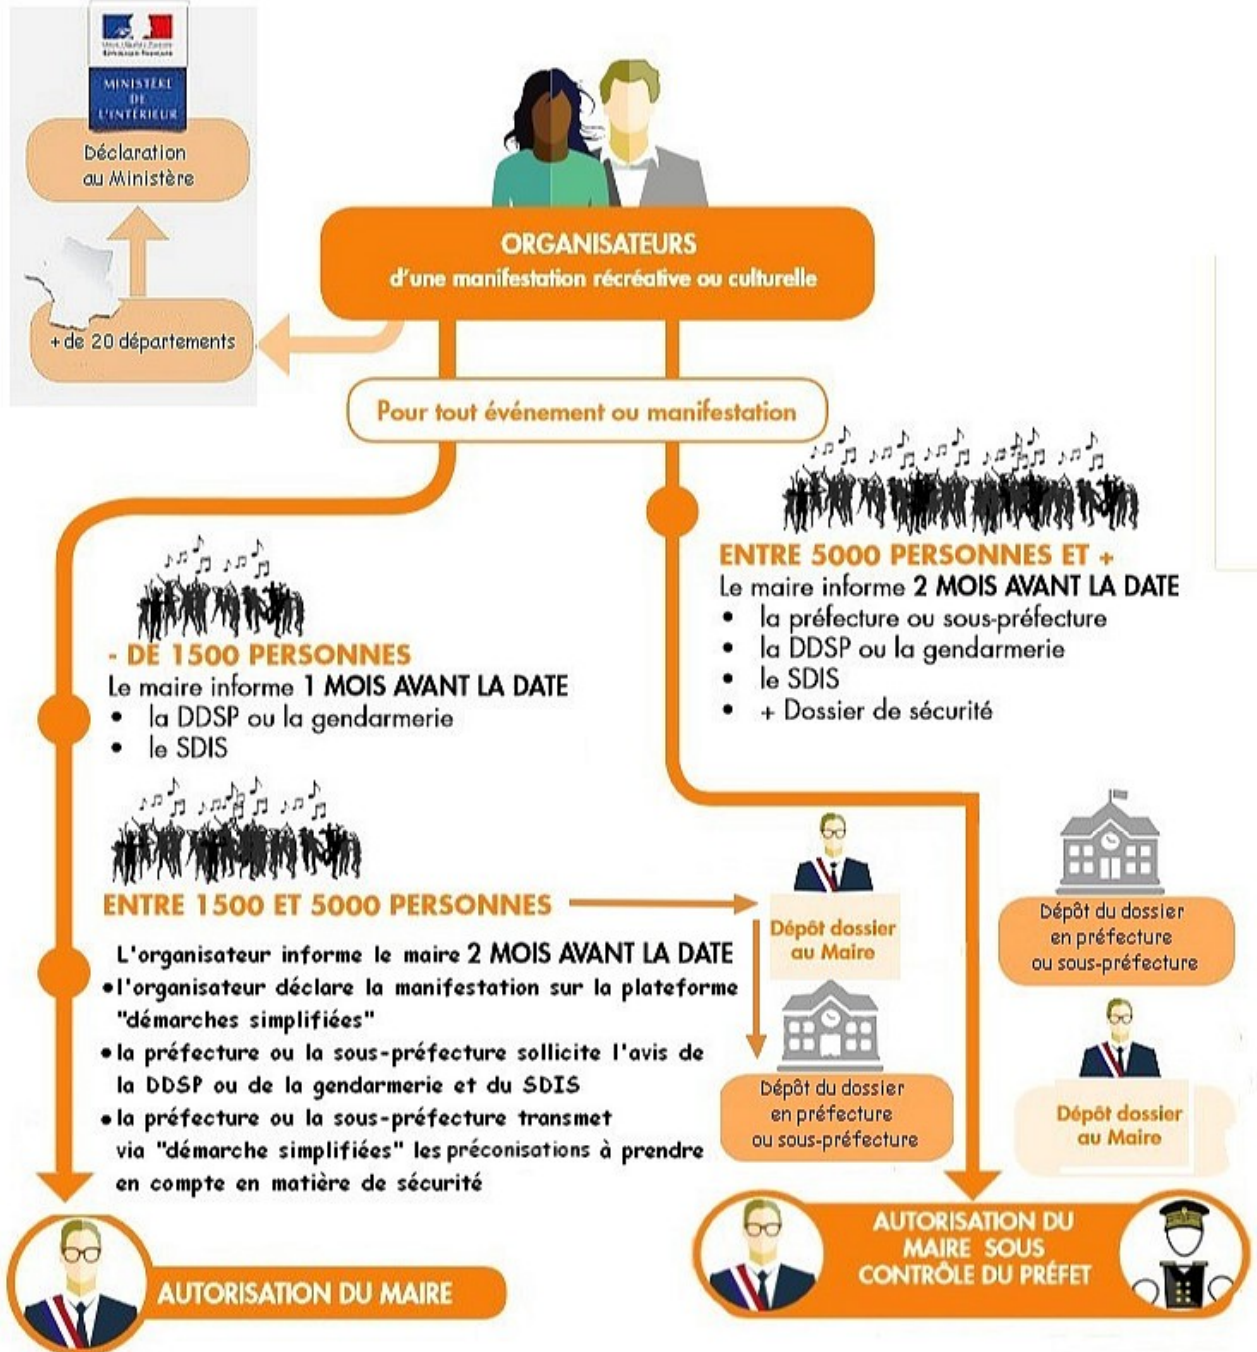 MINISTÈRE
DE
L'INTÉRIEUR
Déclaration
au Ministère
+ de 20 départements
ORGANISATEURS
d'une manifestation récréative ou culturelle
Pour tout événement ou manifestation
- DE 1500 PERSONNES
Le maire informe 1 MOIS AVANT LA DATE
• la DDSP ou la gendarmerie
• le SDIS
ENTRE 5000 PERSONNES ET +
Le maire informe 2 MOIS AVANT LA DATE
• la préfecture ou sous-préfecture
• la DDSP ou la gendarmerie
• le SDIS
• + Dossier de sécurité
ENTRE 1500 ET 5000 PERSONNES
L'organisateur informe le maire 2 MOIS AVANT LA DATE
•l'organisateur déclare la manifestation sur la plateforme
"démarches simplifiées"
•la préfecture ou la sous-préfecture sollicite l'avis de
la DDSP ou de la gendarmerie et du SDIS
•la préfecture ou la sous-préfecture transmet
via "démarche simplifiées" les préconisations à prendre
en compte en matière de sécurité
Dépôt dossier
au Maire
Dépôt du dossier
en préfecture
ou sous-préfecture
Dépôt du dossier
en préfecture
ou sous-préfecture
Dépôt dossier
au Maire
AUTORISATION DU MAIRE
AUTORISATION DU
MAIRE SOUS
CONTRÔLE DU PRÉFET